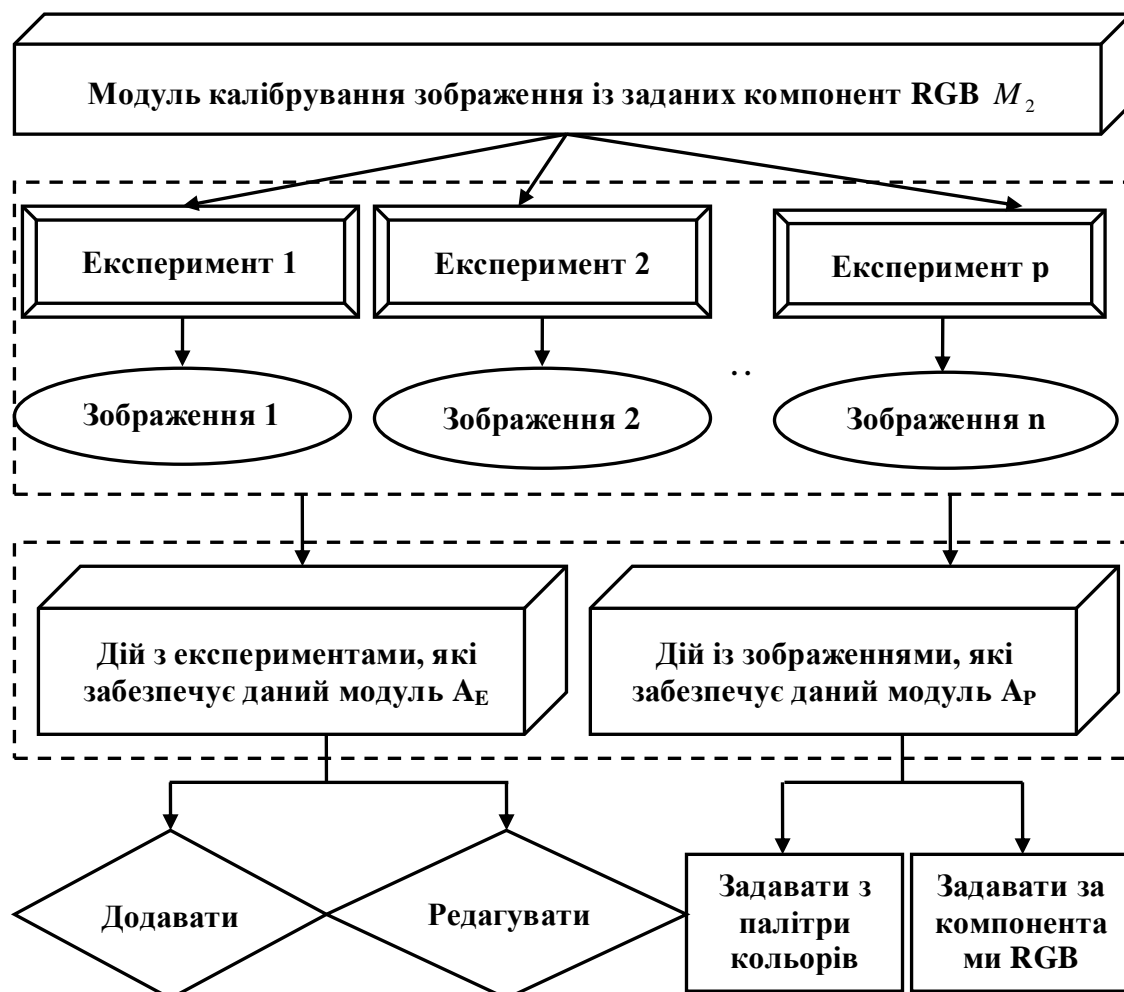 Модуль калібрування зображення із заданих компонент RGB M₂
Експеримент 1
Експеримент 2
Експеримент p
Зображення 1
Зображення 2
..
Зображення n
Дій з експериментами, які
забезпечує даний модуль A_E
Дій із зображеннями, які
забезпечує даний модуль A_P
Додавати
Редагувати
Задавати з
палітри
кольорів
Задавати за
компонента
ми RGB